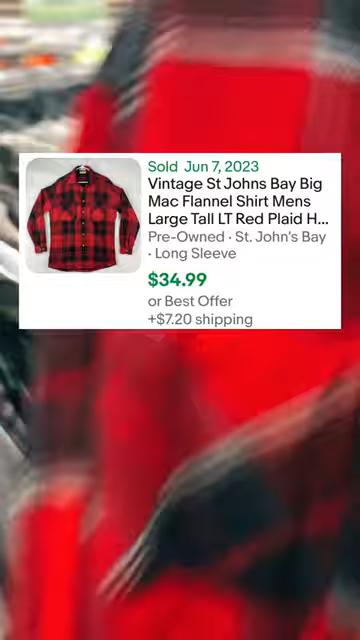 Sold Jun 7, 2023
Vintage St Johns Bay Big
Mac Flannel Shirt Mens
Large Tall LT Red Plaid H...
Pre-Owned · St. John's Bay
· Long Sleeve
$34.99
or Best Offer
+$7.20 shipping